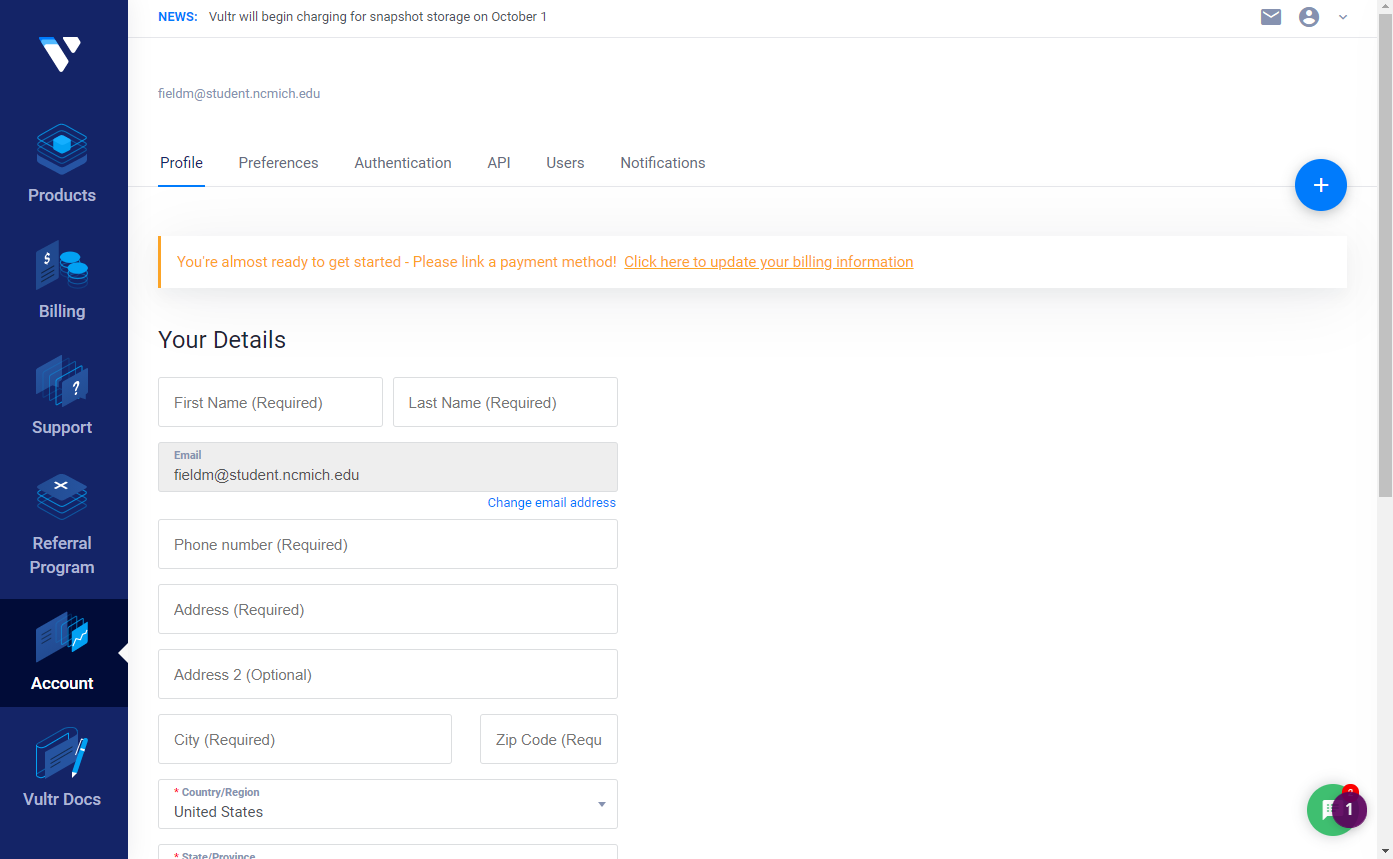 NEWS: Vultr will begin charging for snapshot storage on October 1
fieldm@student.ncmich.edu
Profile Preferences Authentication API Users Notifications
Products
Billing
Support
Referral
Program
Account
Vultr Docs
You're almost ready to get started - Please link a payment method! Click here to update your billing information
Your Details
First Name (Required) Last Name (Required)
Email
fieldm@student.ncmich.edu
Change email address
Phone number (Required)
Address (Required)
Address 2 (Optional)
City (Required) Zip Code (Requ
* Country/Region
United States
* State/Province
1